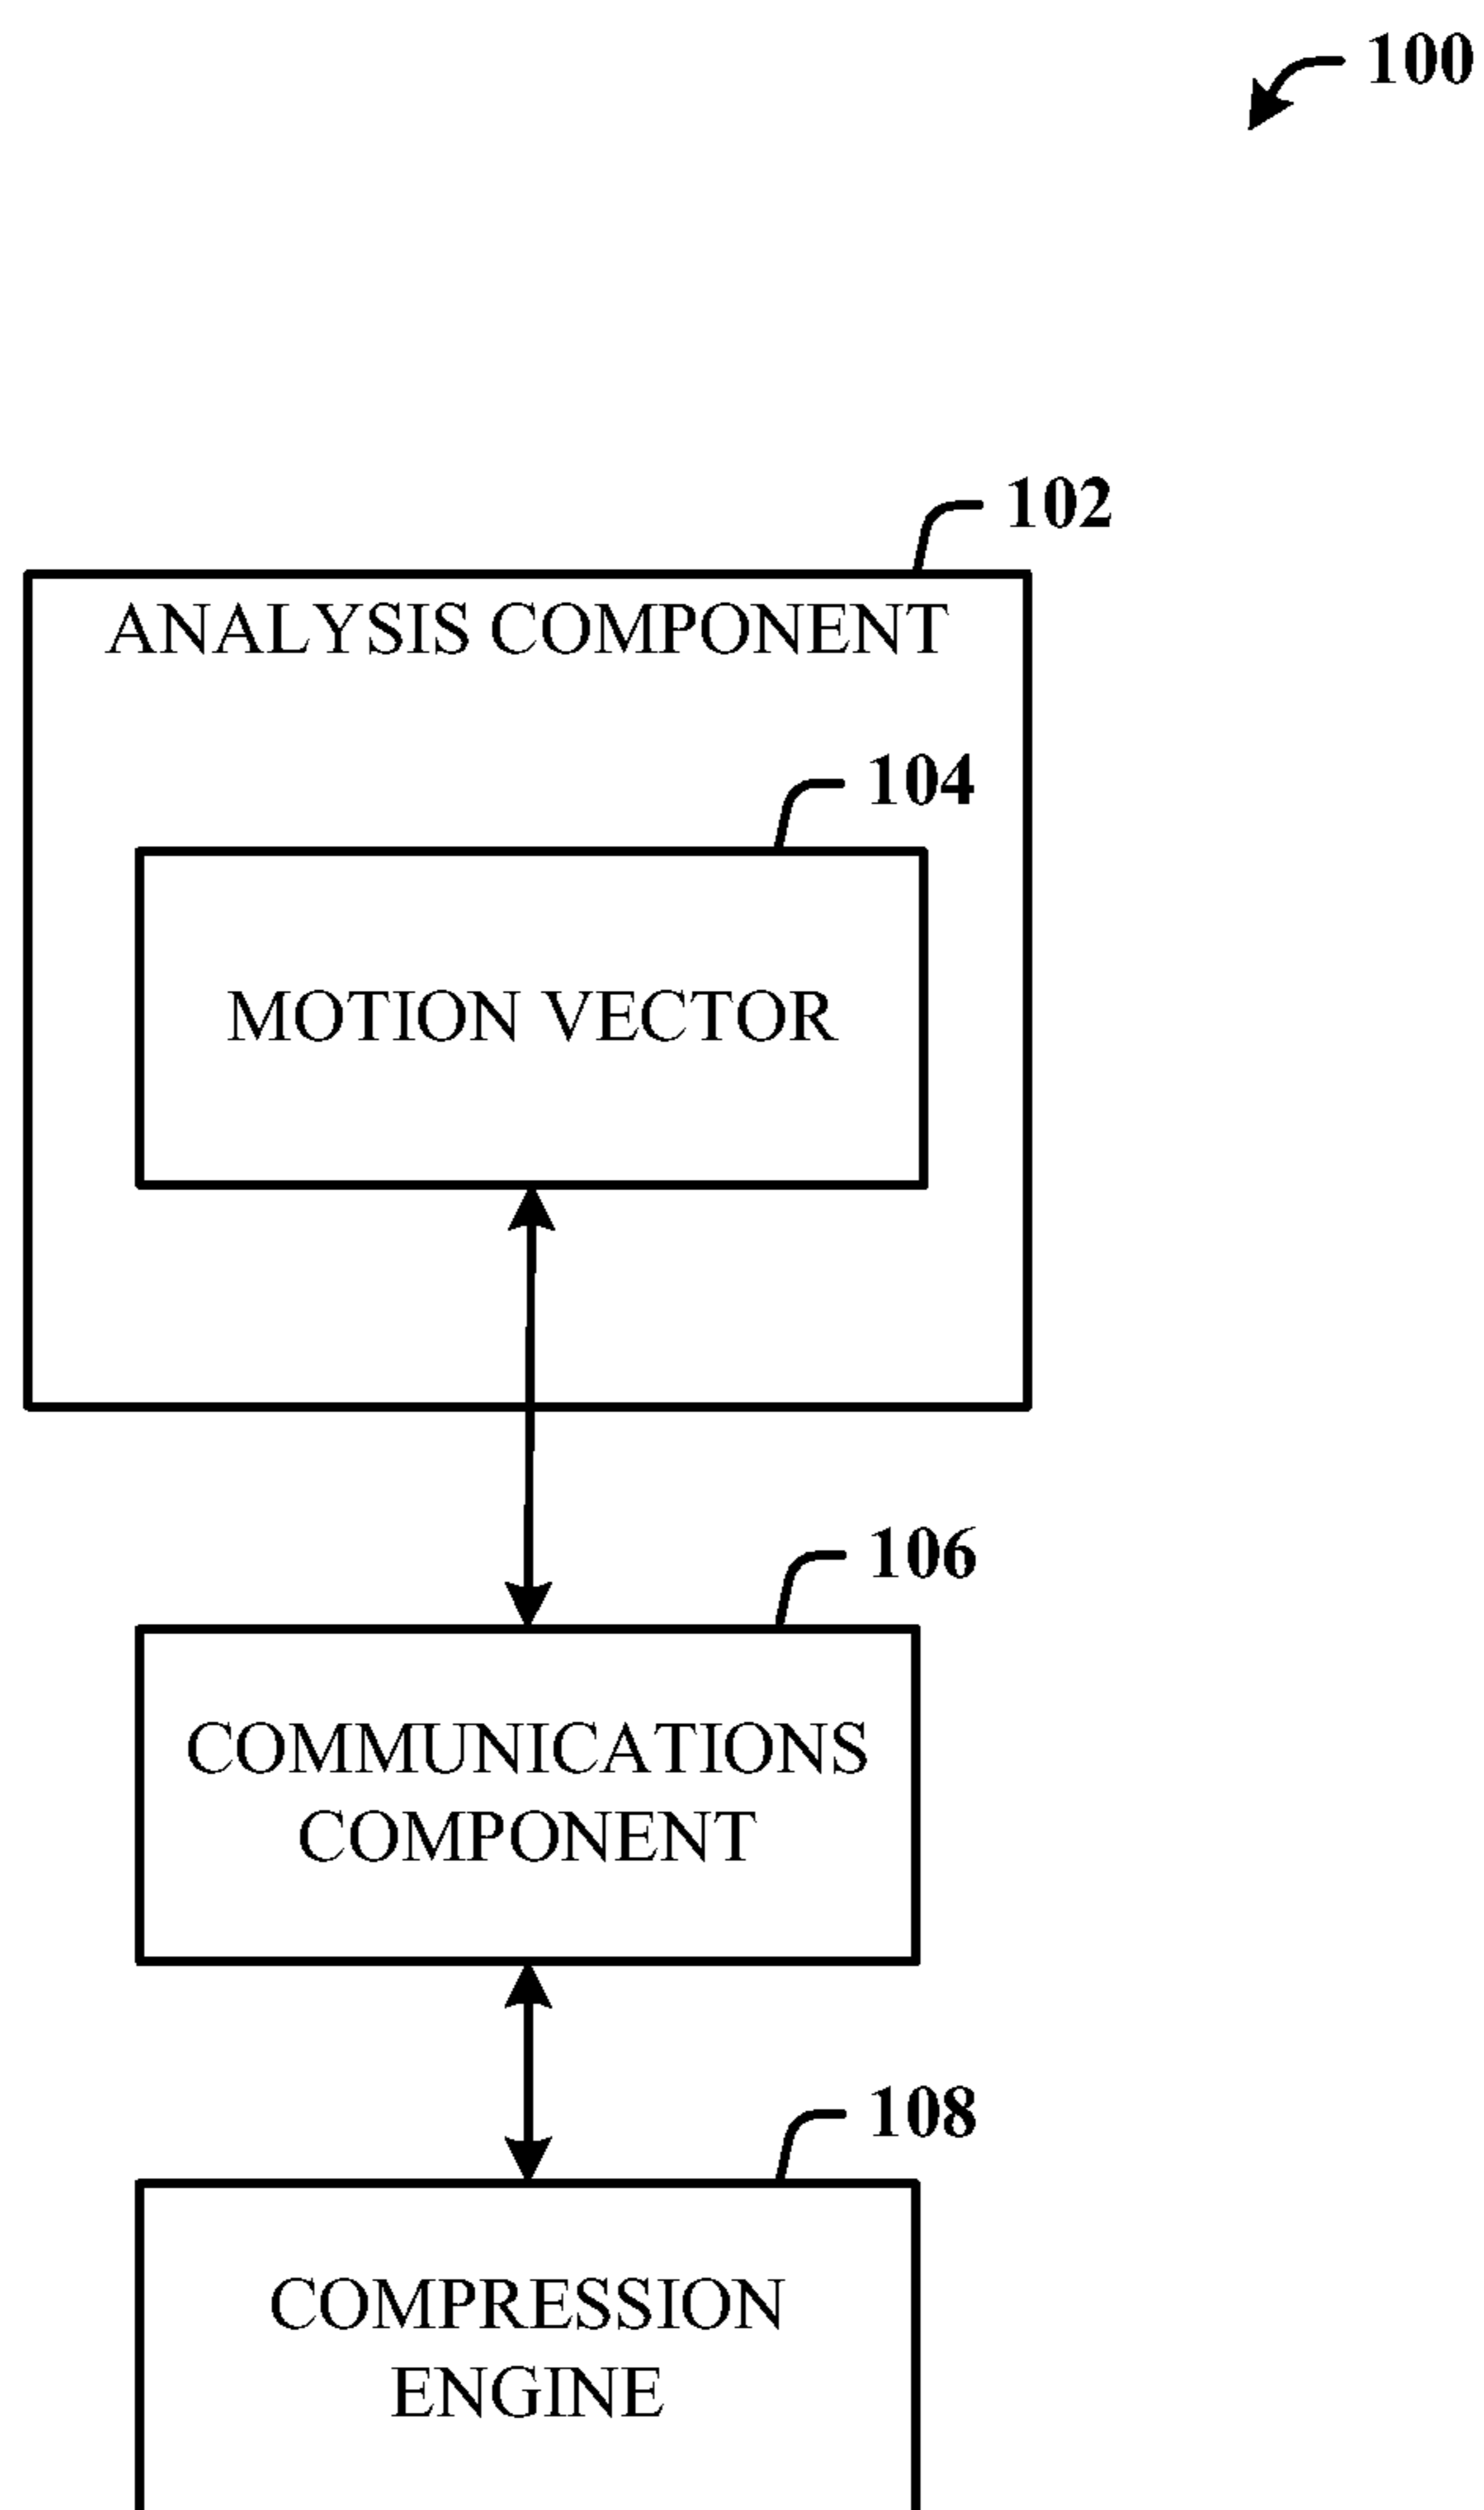 100
102
ANALYSIS COMPONENT
104
MOTION VECTOR
106
COMMUNICATIONS
COMPONENT
108
COMPRESSION
ENGINE